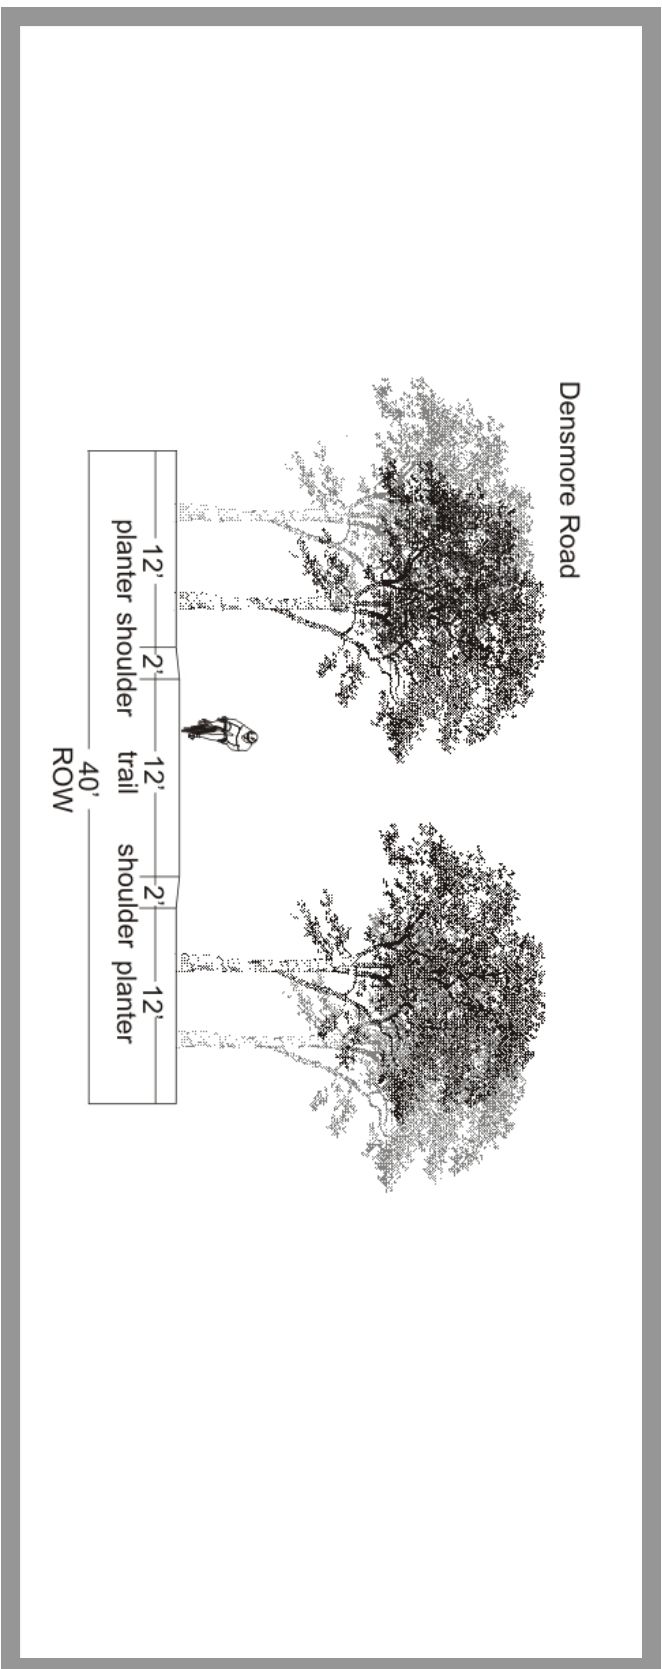 Densmore Road
12’ 2’ 12’ 2’ 12’
planter shoulder trail shoulder planter
40’
ROW